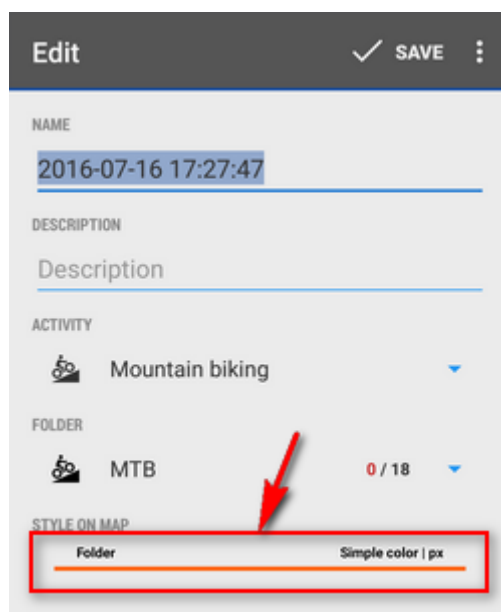 Edit SAVE
NAME
2016-07-16 17:27:47
DESCRIPTION
Description
ACTIVITY
Mountain biking
FOLDER
MTB 0 / 18
STYLE ON MAP
Folder Simple color | px